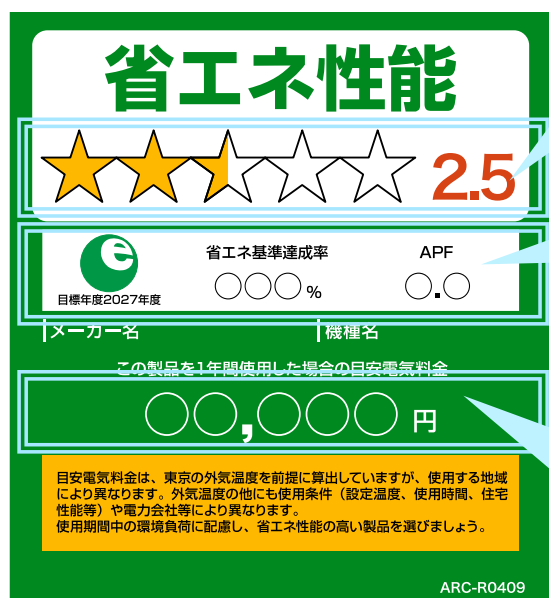 省エネ性能
2.5
e
省エネ基準達成率
APF
目標年度2027年度
○○○%
○.○
メーカー名
機種名
この製品を1年間使用した場合の目安電気料金
○○,○○○円
目安電気料金は、東京の外気温度を前提に算出していますが、使用する地域
により異なります。外気温度の他にも使用条件（設定温度、使用時間、住宅
性能等）や電力会社等により異なります。
使用期間中の環境負荷に配慮し、省エネ性能の高い製品を選びましょう。
ARC-R0409